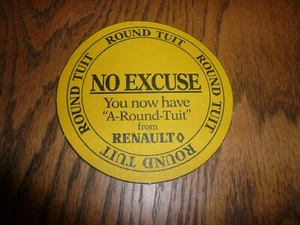 ROUND TUIT
ROUND TUIT
ROUND TUIT
ROUND TUIT
NO EXCUSE
You now have
"A-Round-Tuit"
from
RENAULT